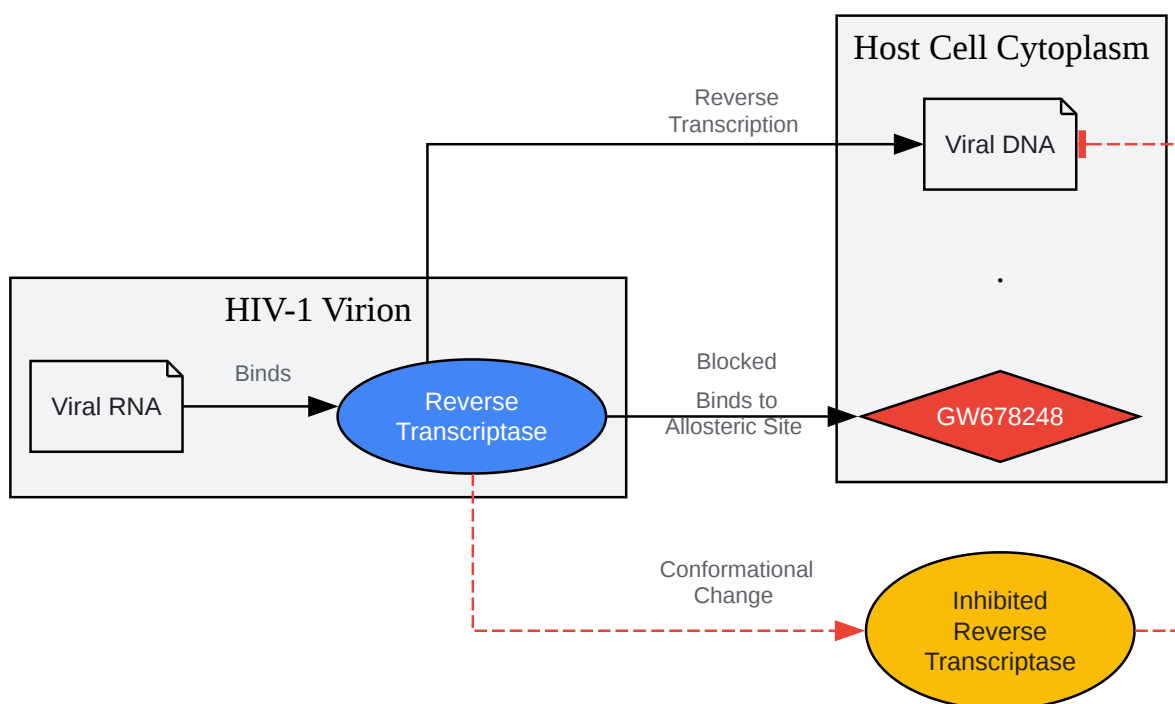 Host Cell Cytoplasm
Reverse
Transcription
Viral DNA
.
HIV-1 Virion
Viral RNA
Binds
Reverse
Transcriptase
Blocked
Binds to
Allosteric Site
GW678248
Conformational
Change
Inhibited
Reverse
Transcriptase